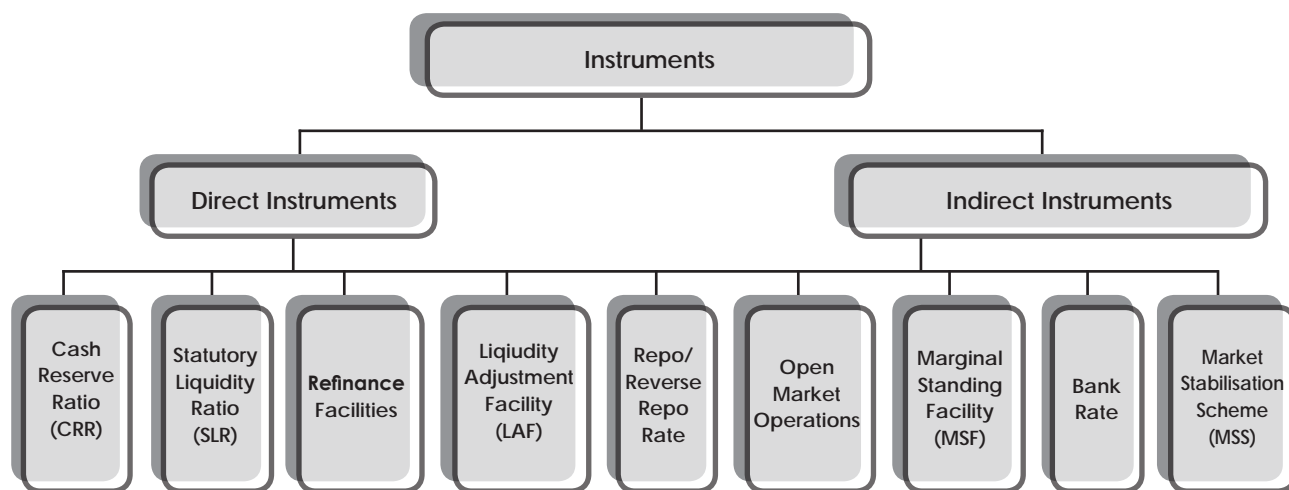 Instruments
Direct Instruments
Indirect Instruments
Cash
Reserve
Ratio
(CRR)
Statutory
Liquidity
Ratio
(SLR)
Refinance
Facilities
Liqiudity
Adjustment
Facility
(LAF)
Repo/
Reverse
Repo
Rate
Open
Market
Operations
Marginal
Standing
Facility
(MSF)
Bank
Rate
Market
Stabilisation
Scheme
(MSS)